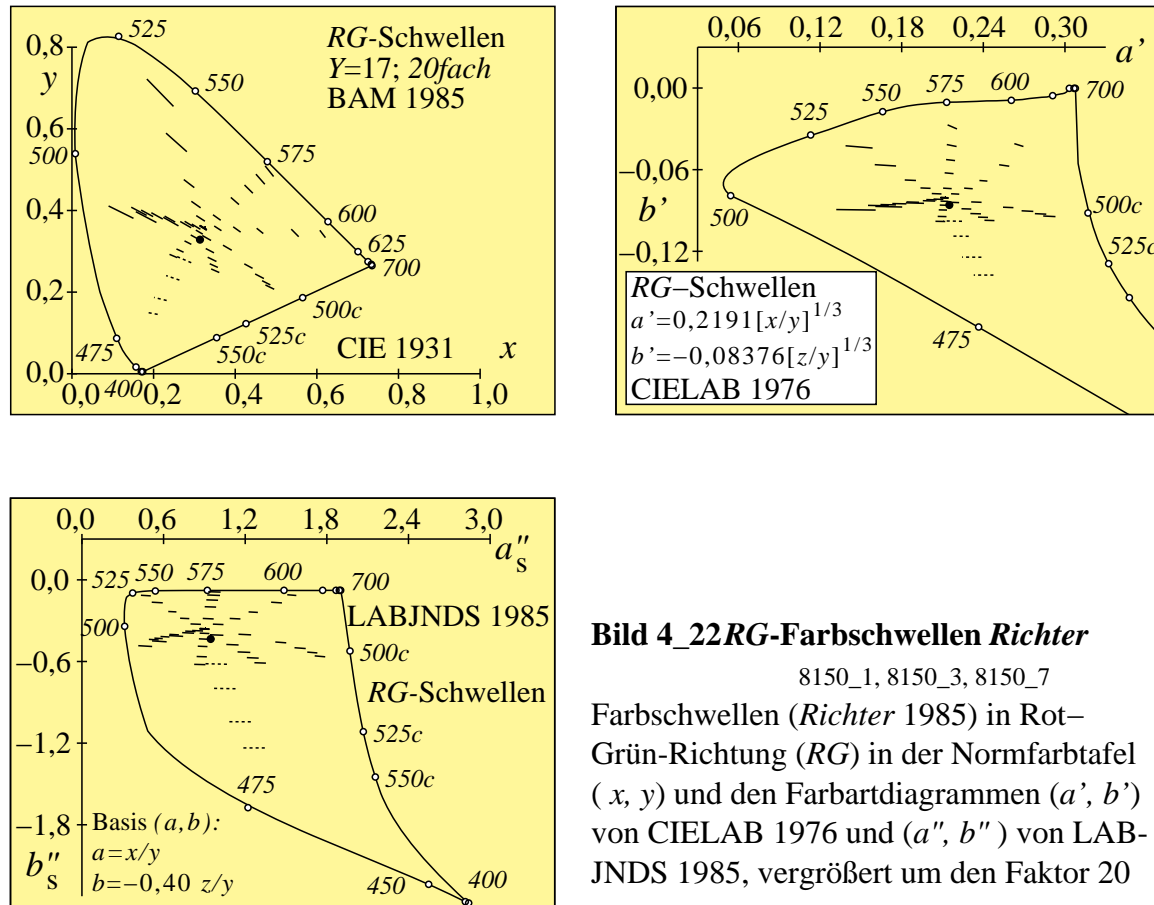 525
0,8
RG-Schwellen
y
Y=17; 20fach
550
BAM 1985
0,6
500
575
0,4
600
625
700
0,2
500c
475
525c
550c
CIE 1931
x
0,0
400
0,0 0,2 0,4 0,6 0,8 1,0
0,06 0,12 0,18 0,24 0,30
a’
575 600
0,00
550
700
525
−0,06
b’
500
500c
−0,12
525c
RG–Schwellen
a’=0,2191[x/y]1/3
b’=−0,08376[z/y]1/3
475
CIELAB 1976
0,0 0,6 1,2 1,8 2,4 3,0
a″s
0,0
525 550 575 600 700
LABJNDS 1985
500
500c
−0,6
RG-Schwellen
525c
−1,2
550c
475
−1,8
Basis (a,b):
b″s
a=x/y
b=−0,40 z/y
450 400
Bild 4_22RG-Farbschwellen Richter
8150_1, 8150_3, 8150_7
Farbschwellen (Richter 1985) in Rot–
Grün-Richtung (RG) in der Normfarbtafel
( x, y) und den Farbartdiagrammen (a', b')
von CIELAB 1976 und (a", b" ) von LAB-
JNDS 1985, vergrößert um den Faktor 20